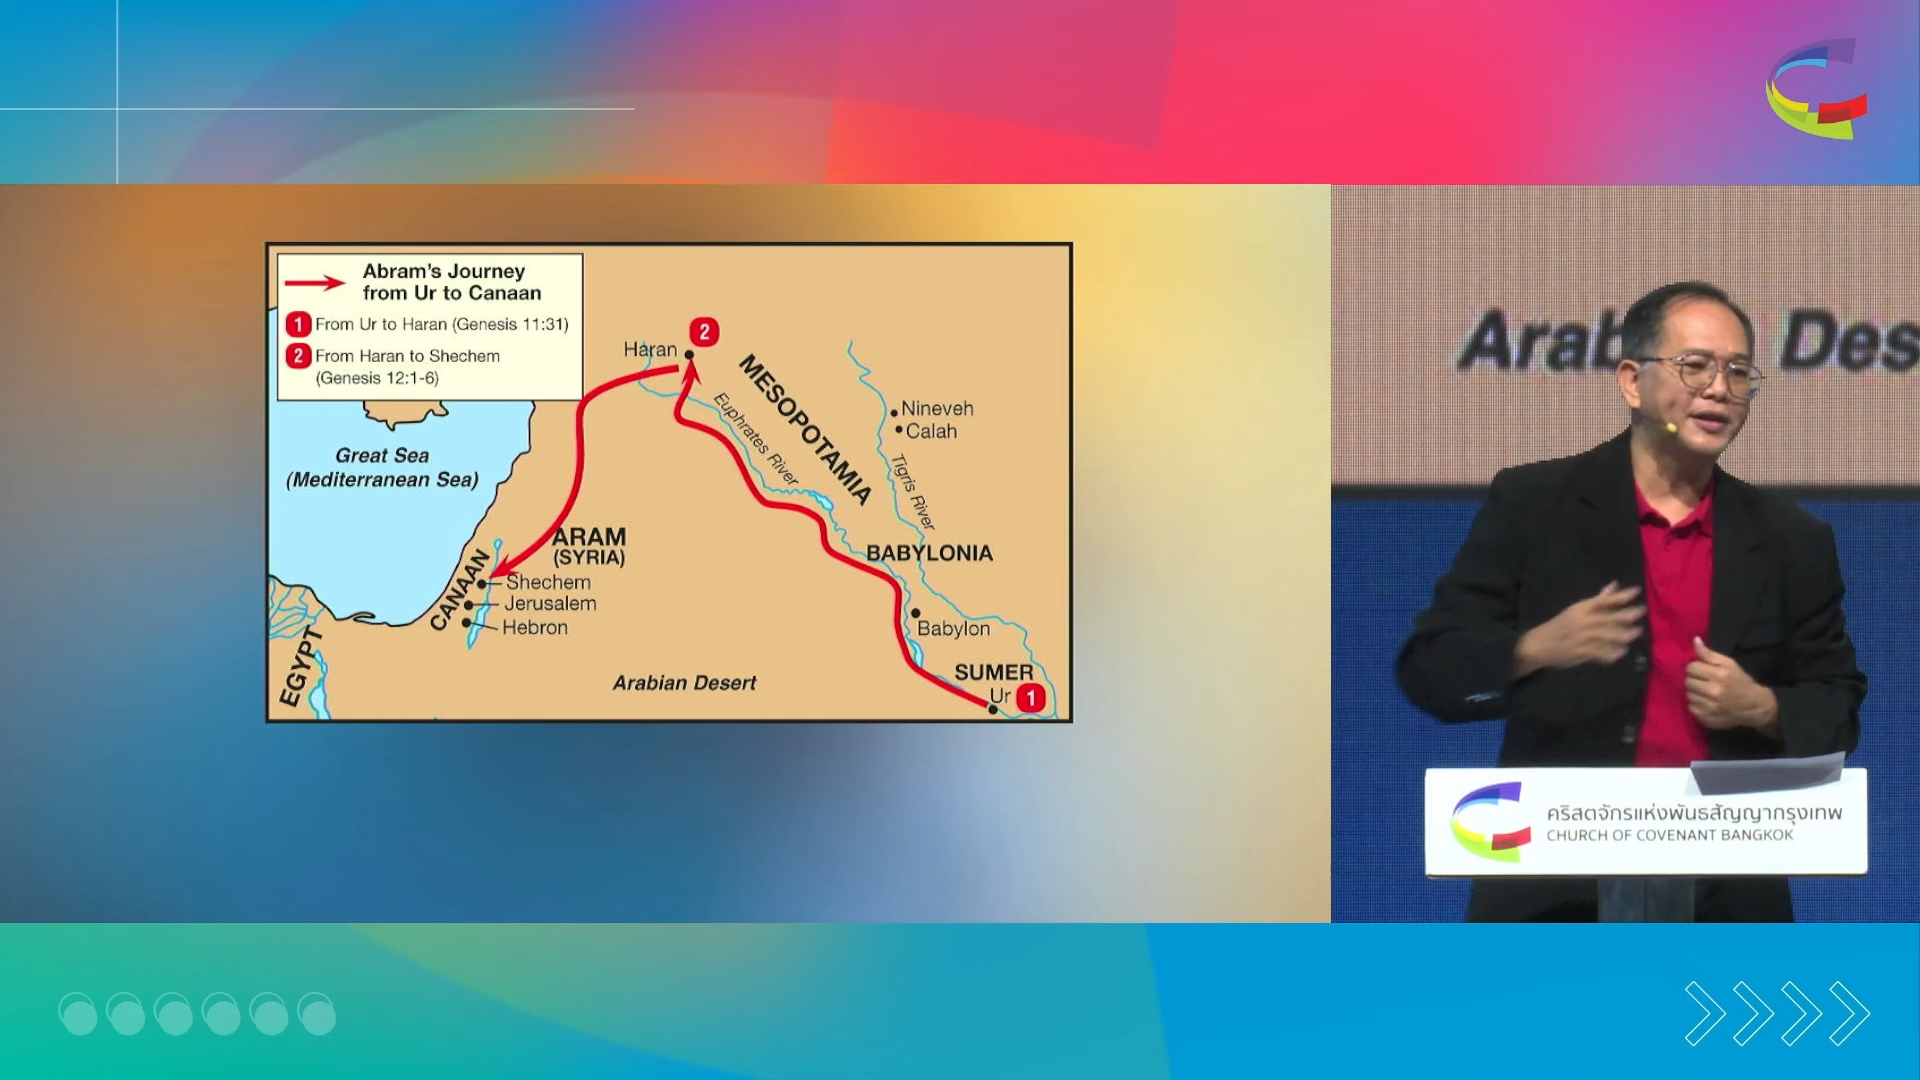 Abram's Journey
from Ur to Canaan
1 From Ur to Haran (Genesis 11:31)
2 From Haran to Shechem
(Genesis 12:1-6)
2
Haran
MESOPOTAMIA
Euphrates River
Nineveh
Calah
Tigris River
Great Sea
(Mediterranean Sea)
ARAM
(SYRIA)
BABYLONIA
CANAAN
Shechem
Jerusalem
Hebron
Babylon
EGYPT
Arabian Desert
SUMER
Ur 1
Arab Des
คริสตจักรแห่งพันธสัญญากรุงเทพ
CHURCH OF COVENANT BANGKOK